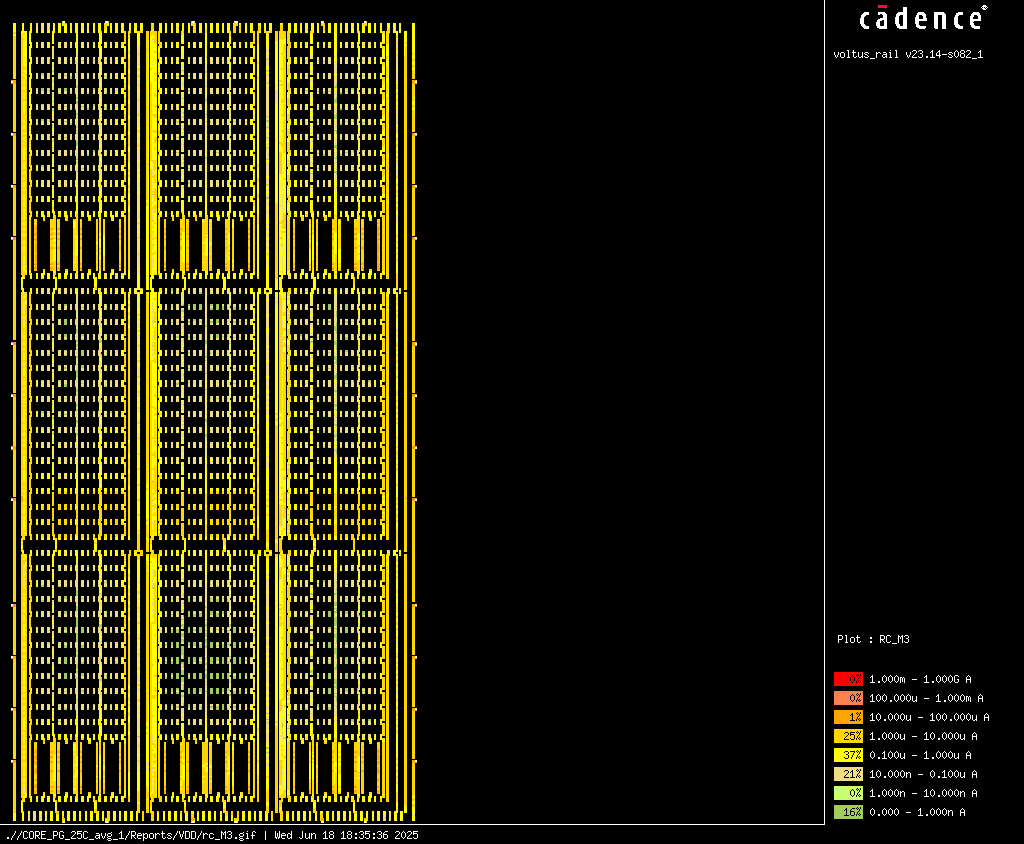 cādence®
voltus_rail v23.14-s082_1
Plot : RC_M3
0% 1.000m - 1.000G A
0% 100.000u - 1.000m A
1% 10.000u - 100.000u A
25% 1.000u - 10.000u A
37% 0.100u - 1.000u A
21% 10.000n - 0.100u A
0% 1.000n - 10.000n A
16% 0.000 - 1.000n A
.//CORE_PG_25C_avg_1/Reports/VDD/rc_M3.gif | Wed Jun 18 18:35:36 2025